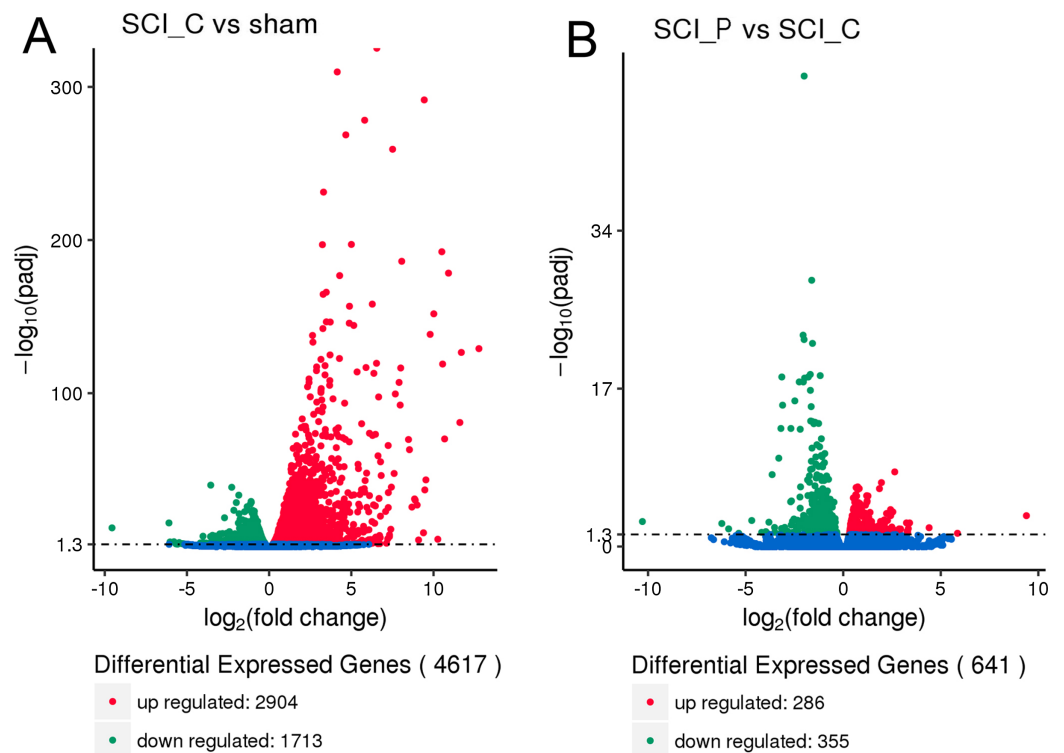 A
SCI_C vs sham
300
200
100
1.3
−log10(padj)
-10
-5
0
5
10
log2(fold change)
Differential Expressed Genes ( 4617 )
up regulated: 2904
down regulated: 1713
B
SCI_P vs SCI_C
34
17
1.3
0
−log10(padj)
-10
-5
0
5
10
log2(fold change)
Differential Expressed Genes ( 641 )
up regulated: 286
down regulated: 355